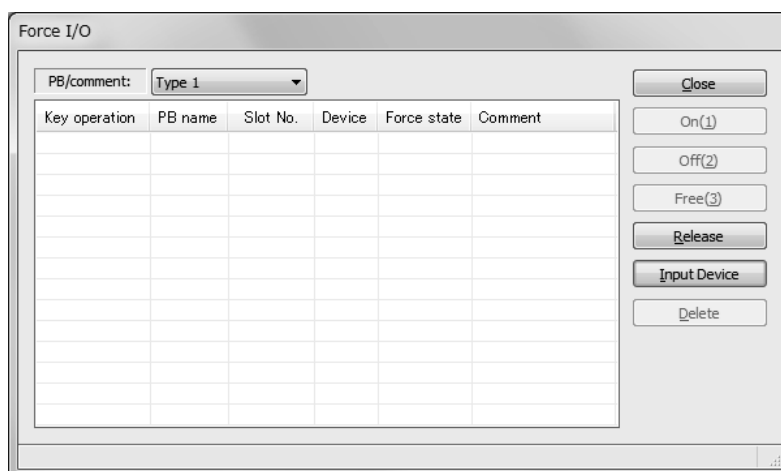 Force I/O
PB/comment: Type 1
Close
Key operation PB name Slot No. Device Force state Comment
On(1)
Off(2)
Free(3)
Release
Input Device
Delete